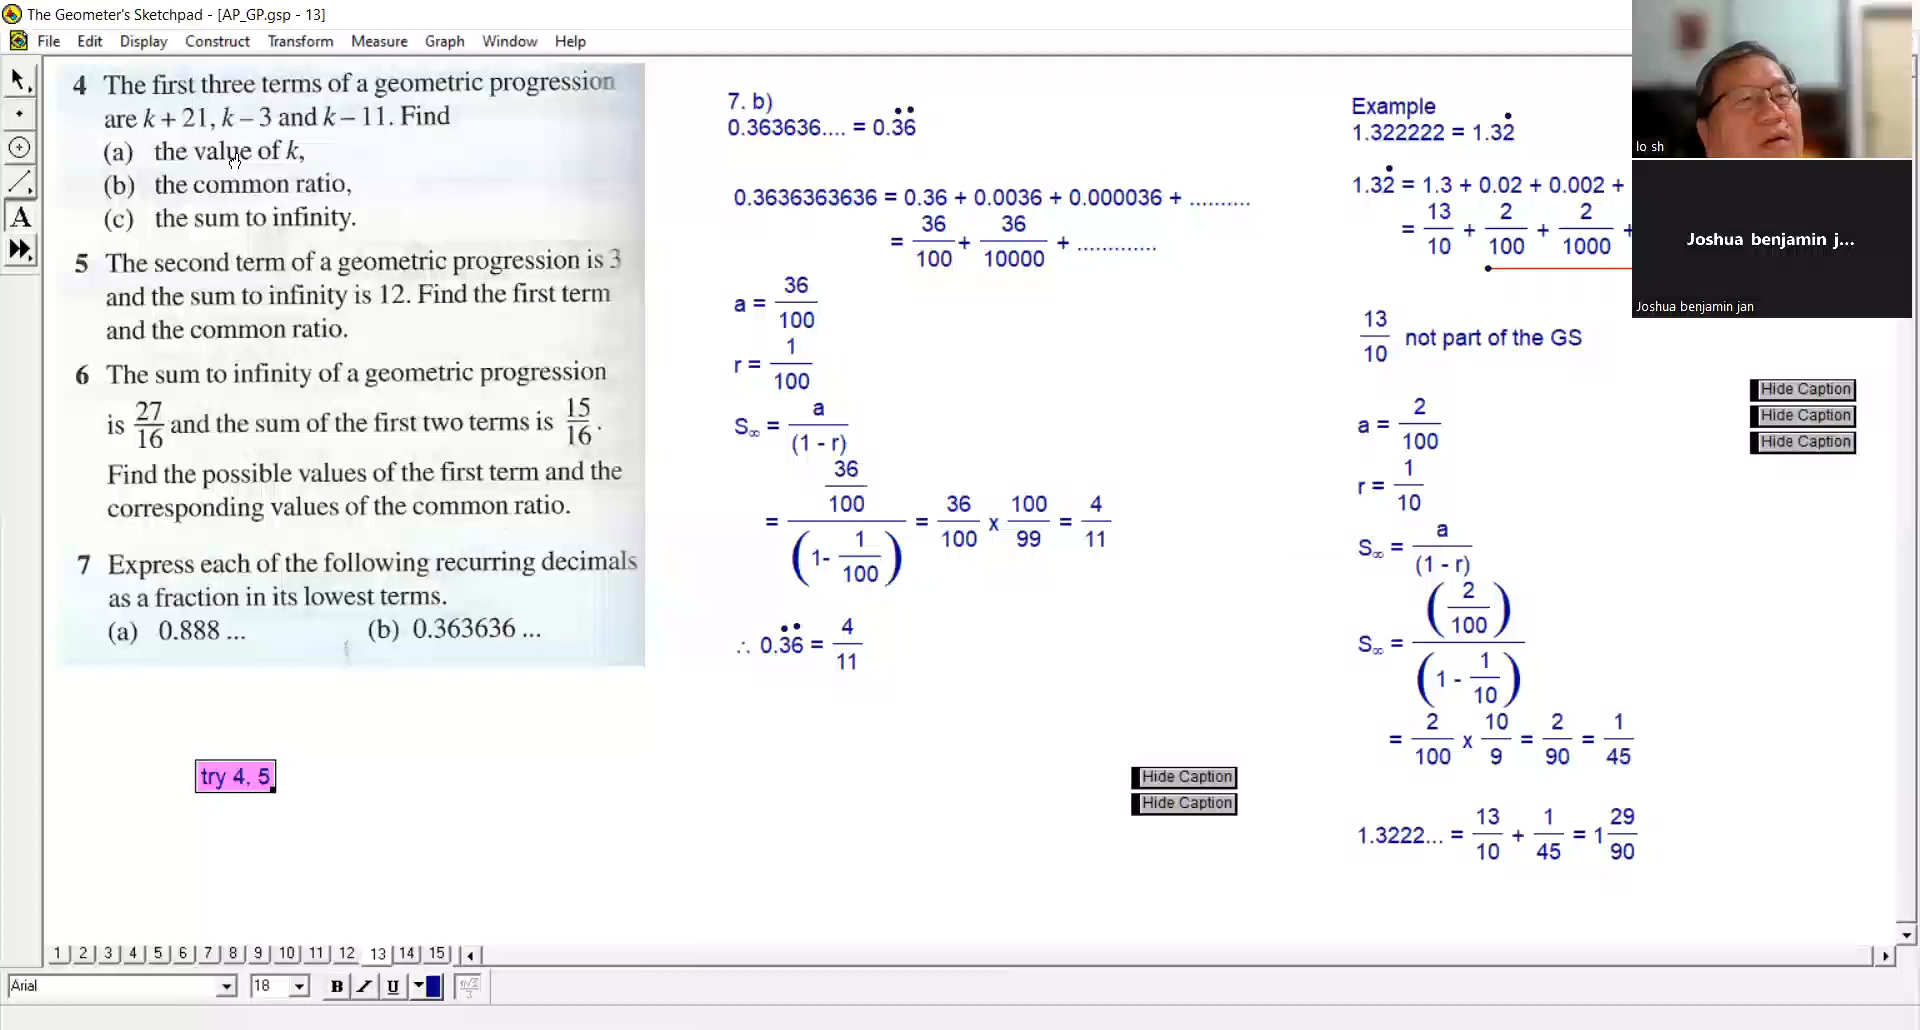 The Geometer's Sketchpad - [AP_GP.gsp - 13]
File Edit Display Construct Transform Measure Graph Window Help
4 The first three terms of a geometric progression
are k + 21, k – 3 and k – 11. Find
(a) the value of k,
(b) the common ratio,
(c) the sum to infinity.
5 The second term of a geometric progression is 3
and the sum to infinity is 12. Find the first term
and the common ratio.
6 The sum to infinity of a geometric progression
is 27/16 and the sum of the first two terms is 15/16.
Find the possible values of the first term and the
corresponding values of the common ratio.
7 Express each of the following recurring decimals
as a fraction in its lowest terms.
(a) 0.888 ... (b) 0.363636 ...
try 4, 5
7. b)
0.363636.... = 0.3̇6̇
0.3636363636 = 0.36 + 0.0036 + 0.000036 + ..........
= 36/100 + 36/10000 + .............
a = 36/100
r = 1/100
S∞ = a/(1 - r)
= (36/100)/(1- 1/100) = 36/100 x 100/99 = 4/11
∴ 0.3̇6̇ = 4/11
Hide Caption
Hide Caption
Example
1.322222 = 1.32̇
1.32̇ = 1.3 + 0.02 + 0.002 +
= 13/10 + 2/100 + 2/1000 +
13/10 not part of the GS
a = 2/100
r = 1/10
S∞ = a/(1 - r)
S∞ = (2/100)/(1 - 1/10)
= 2/100 x 10/9 = 2/90 = 1/45
1.3222... = 13/10 + 1/45 = 1 29/90
Hide Caption
Hide Caption
Hide Caption
lo sh
Joshua benjamin j...
Joshua benjamin jan
A
1 2 3 4 5 6 7 8 9 10 11 12 13 14 15
Arial 18 B I U